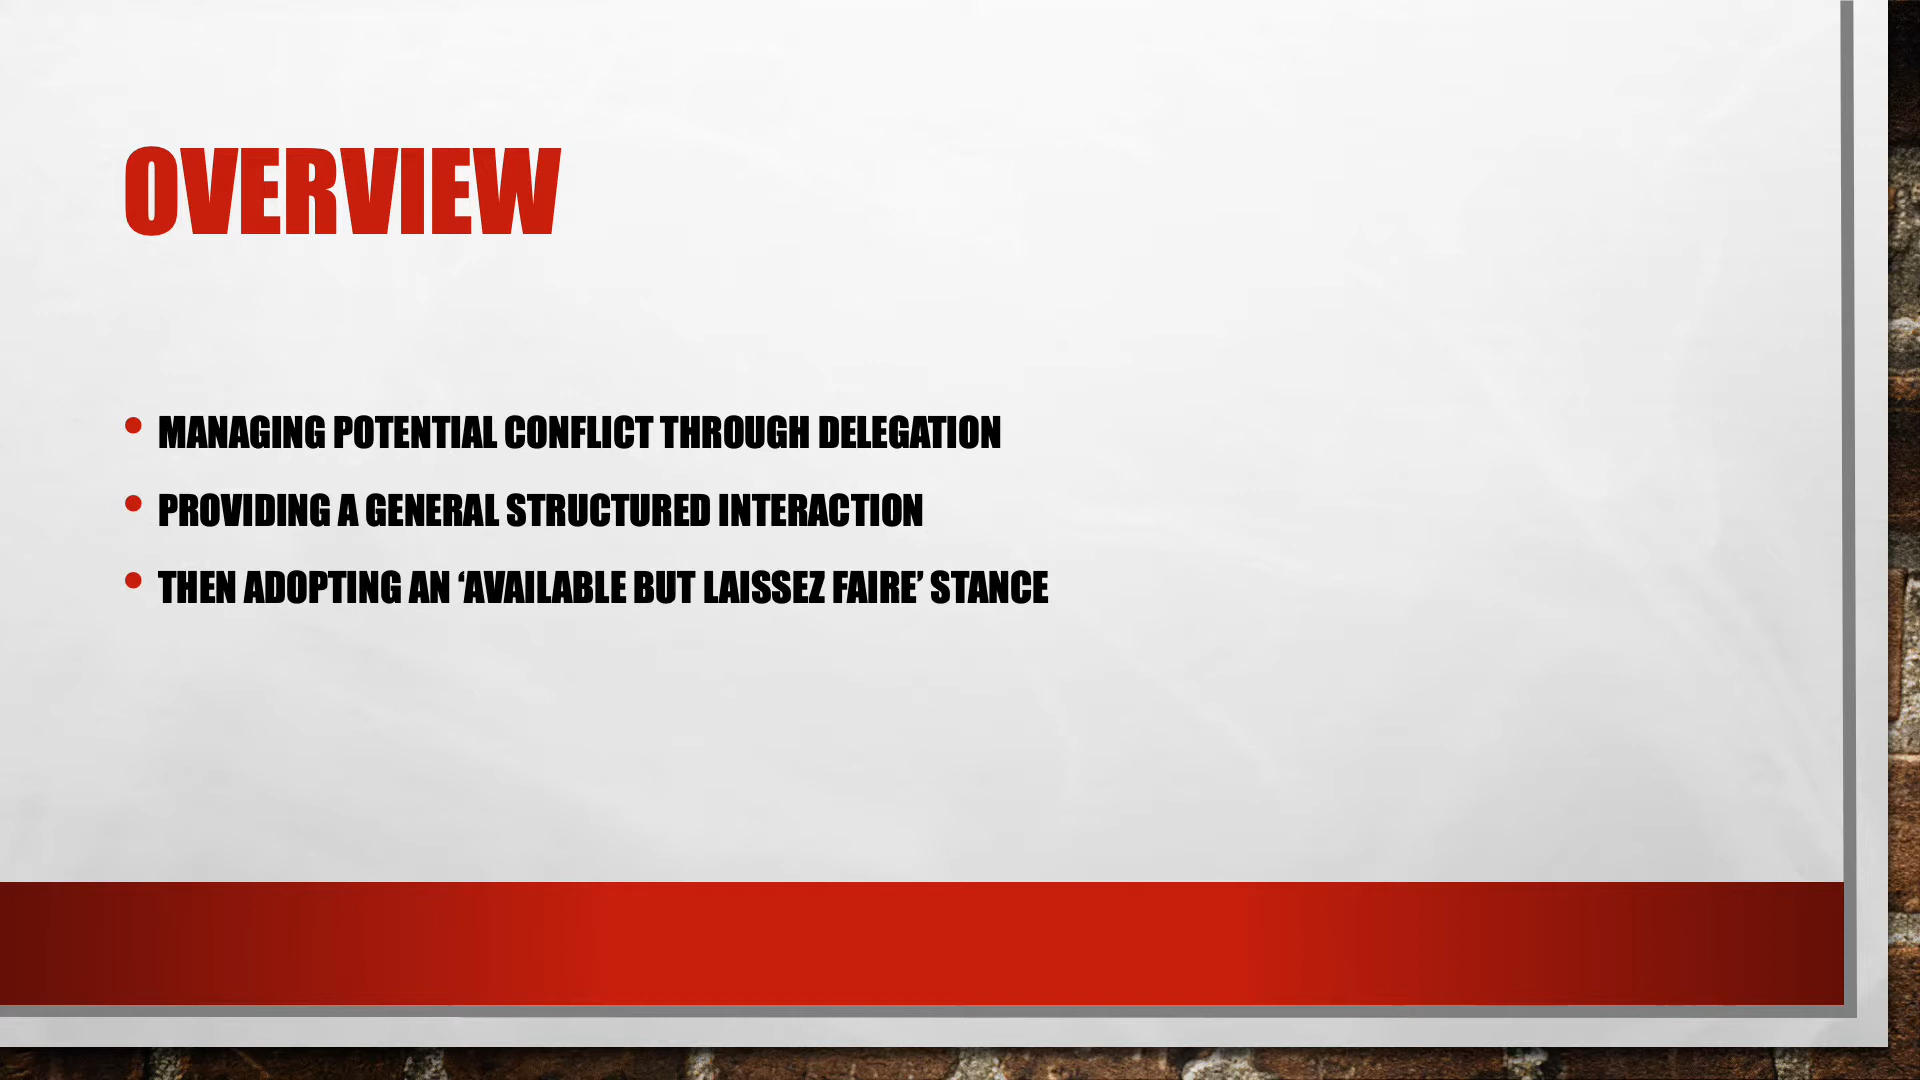 OVERVIEW
• MANAGING POTENTIAL CONFLICT THROUGH DELEGATION
• PROVIDING A GENERAL STRUCTURED INTERACTION
• THEN ADOPTING AN ‘AVAILABLE BUT LAISSEZ FAIRE’ STANCE